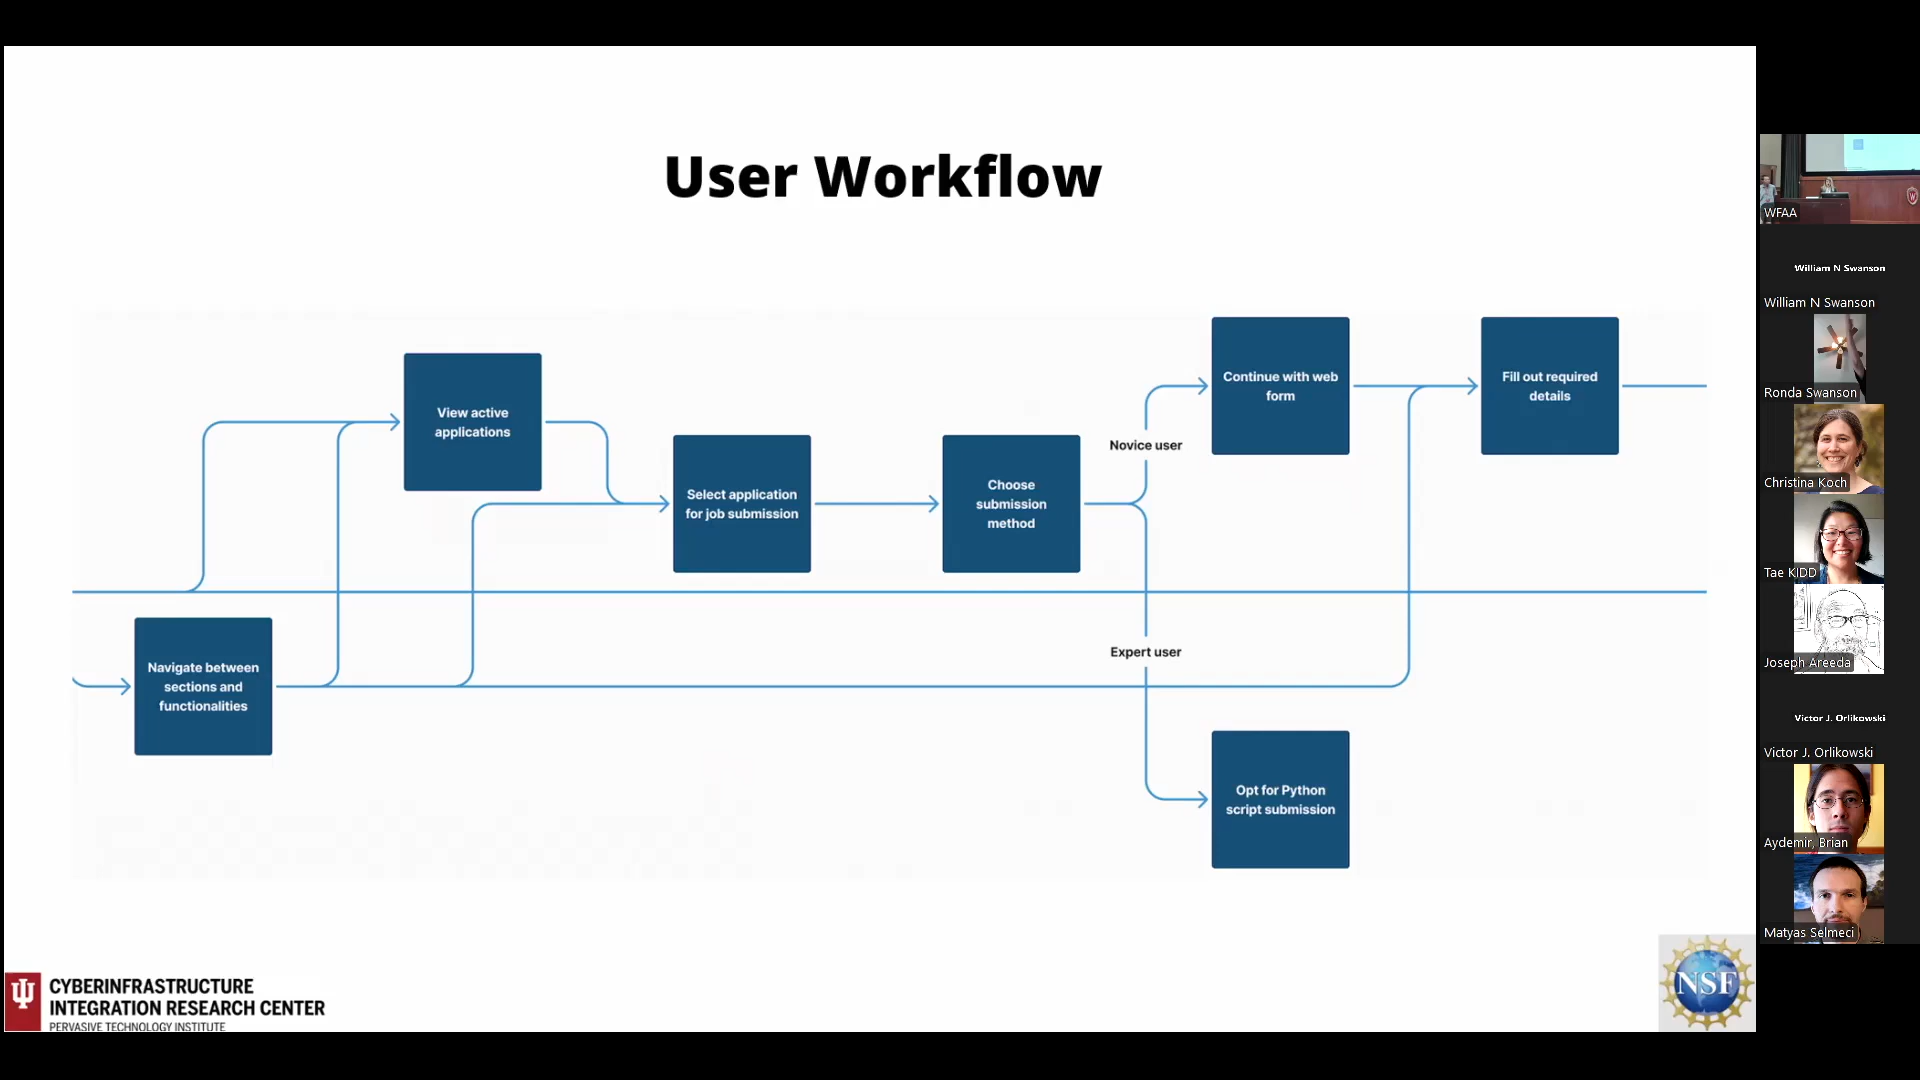 User Workflow
View active
applications
Select application
for job submission
Choose
submission
method
Novice user
Expert user
Continue with web
form
Fill out required
details
Navigate between
sections and
functionalities
Opt for Python
script submission
CYBERINFRASTRUCTURE
INTEGRATION RESEARCH CENTER
PERVASIVE TECHNOLOGY INSTITUTE
NSF
WFAA
William N Swanson
William N Swanson
Ronda Swanson
Christina Koch
Tae KIDD
Joseph Areeda
Victor J. Orlikowski
Victor J. Orlikowski
Aydemir, Brian
Matyas Selmeci